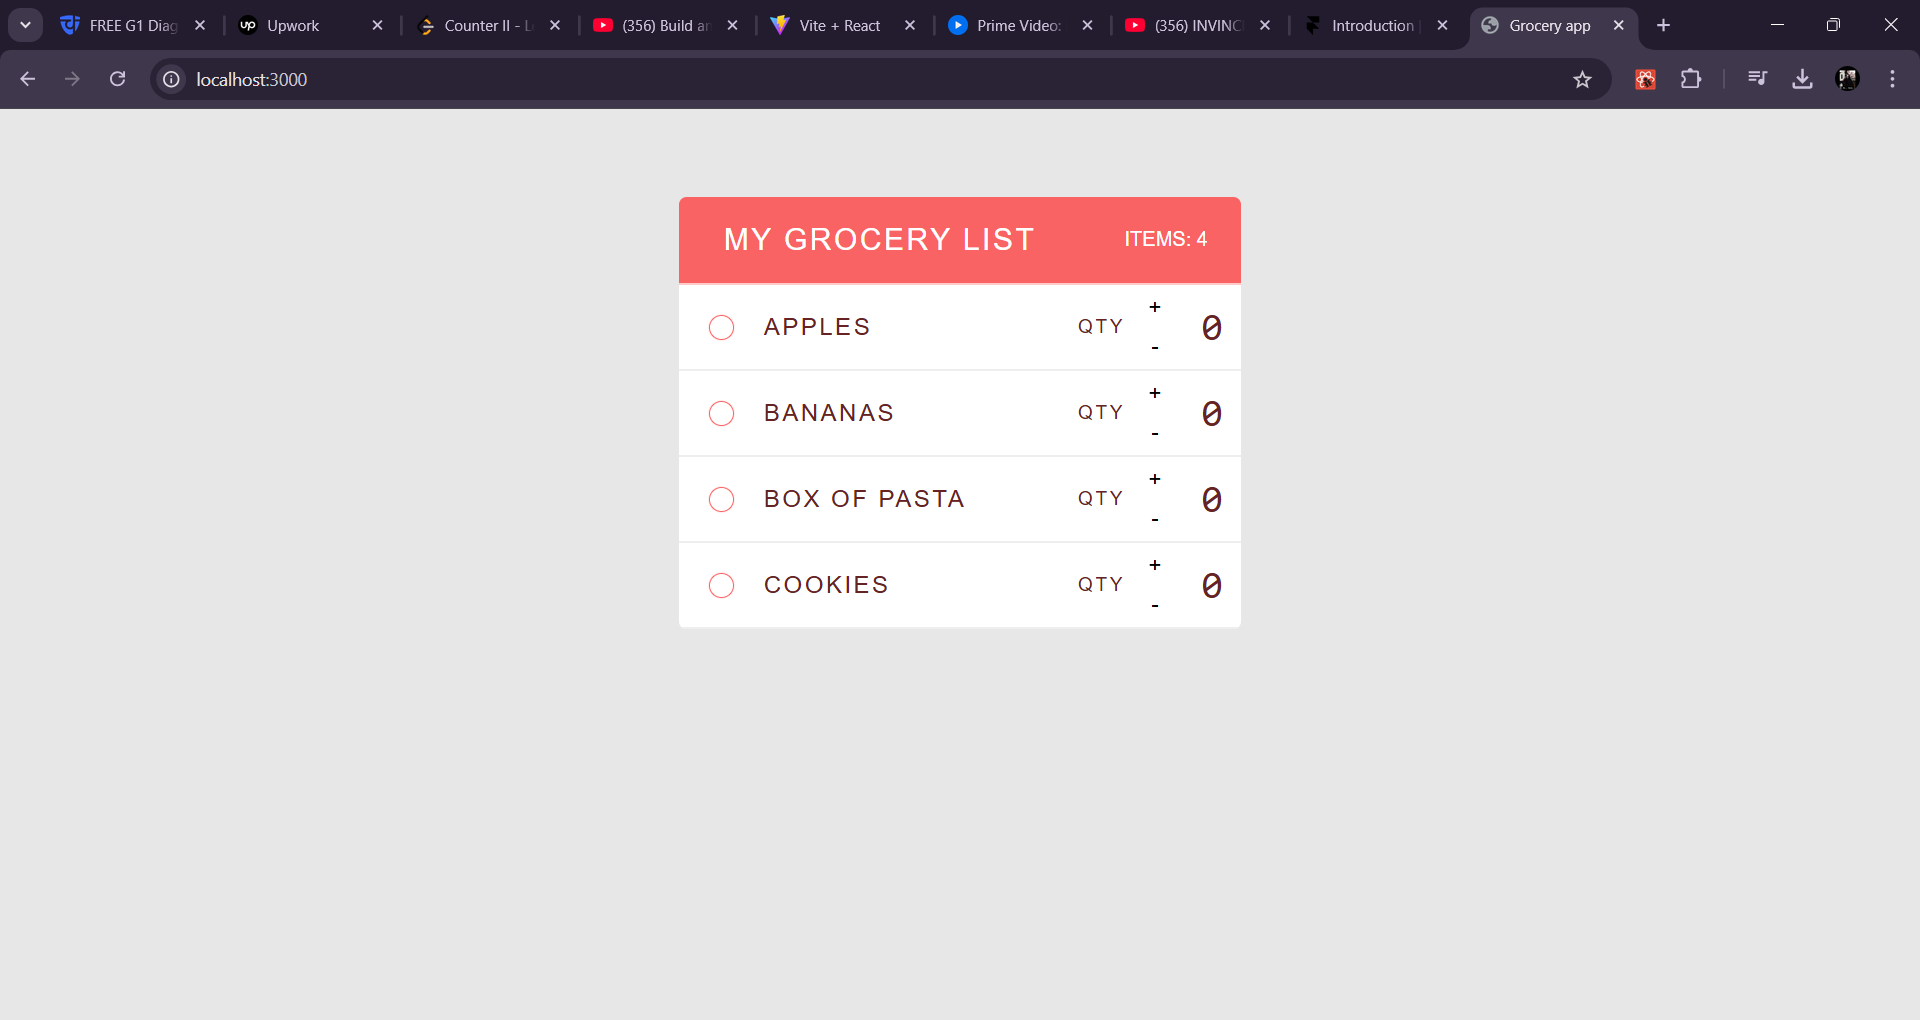 FREE G1 Diag
Upwork
Counter II - L
(356) Build an
Vite + React
Prime Video:
(356) INVINC
Introduction
Grocery app
localhost:3000
MY GROCERY LIST ITEMS: 4
APPLES QTY + - 0
BANANAS QTY + - 0
BOX OF PASTA QTY + - 0
COOKIES QTY + - 0